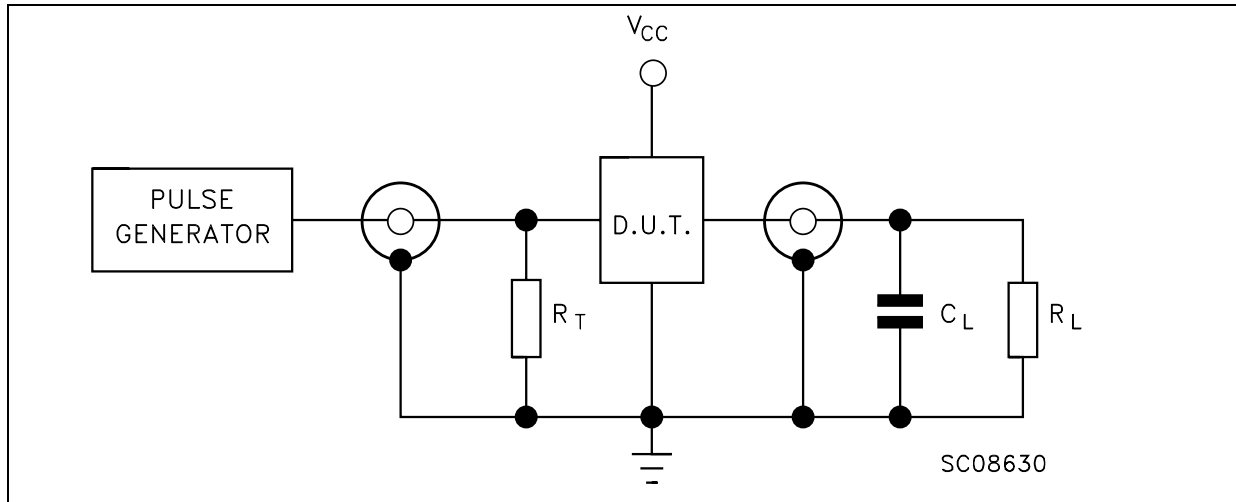 VCC
PULSE
GENERATOR
D.U.T.
RT
CL
RL
SC08630